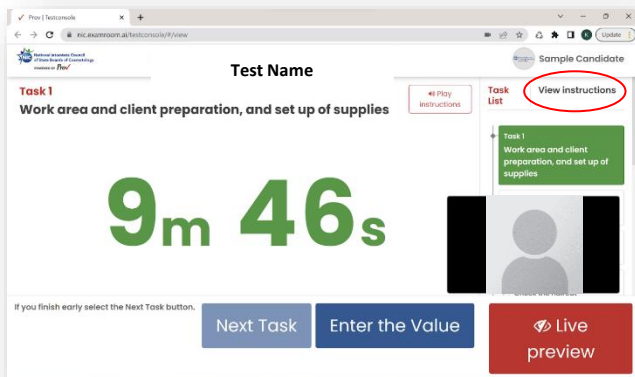 Prov | Testconsole
nic.examroom.ai/testconsole/#/view
Update
National Interstate Council
of State Boards of Cosmetology
POWERED BY Prov
Test Name
Sample Candidate
Task 1
Work area and client preparation, and set up of supplies
Play
instructions
Task
List
View instructions
Task 1
Work area and client
preparation, and set up of
supplies
9m 46s
If you finish early select the Next Task button.
Next Task
Enter the Value
Live
preview